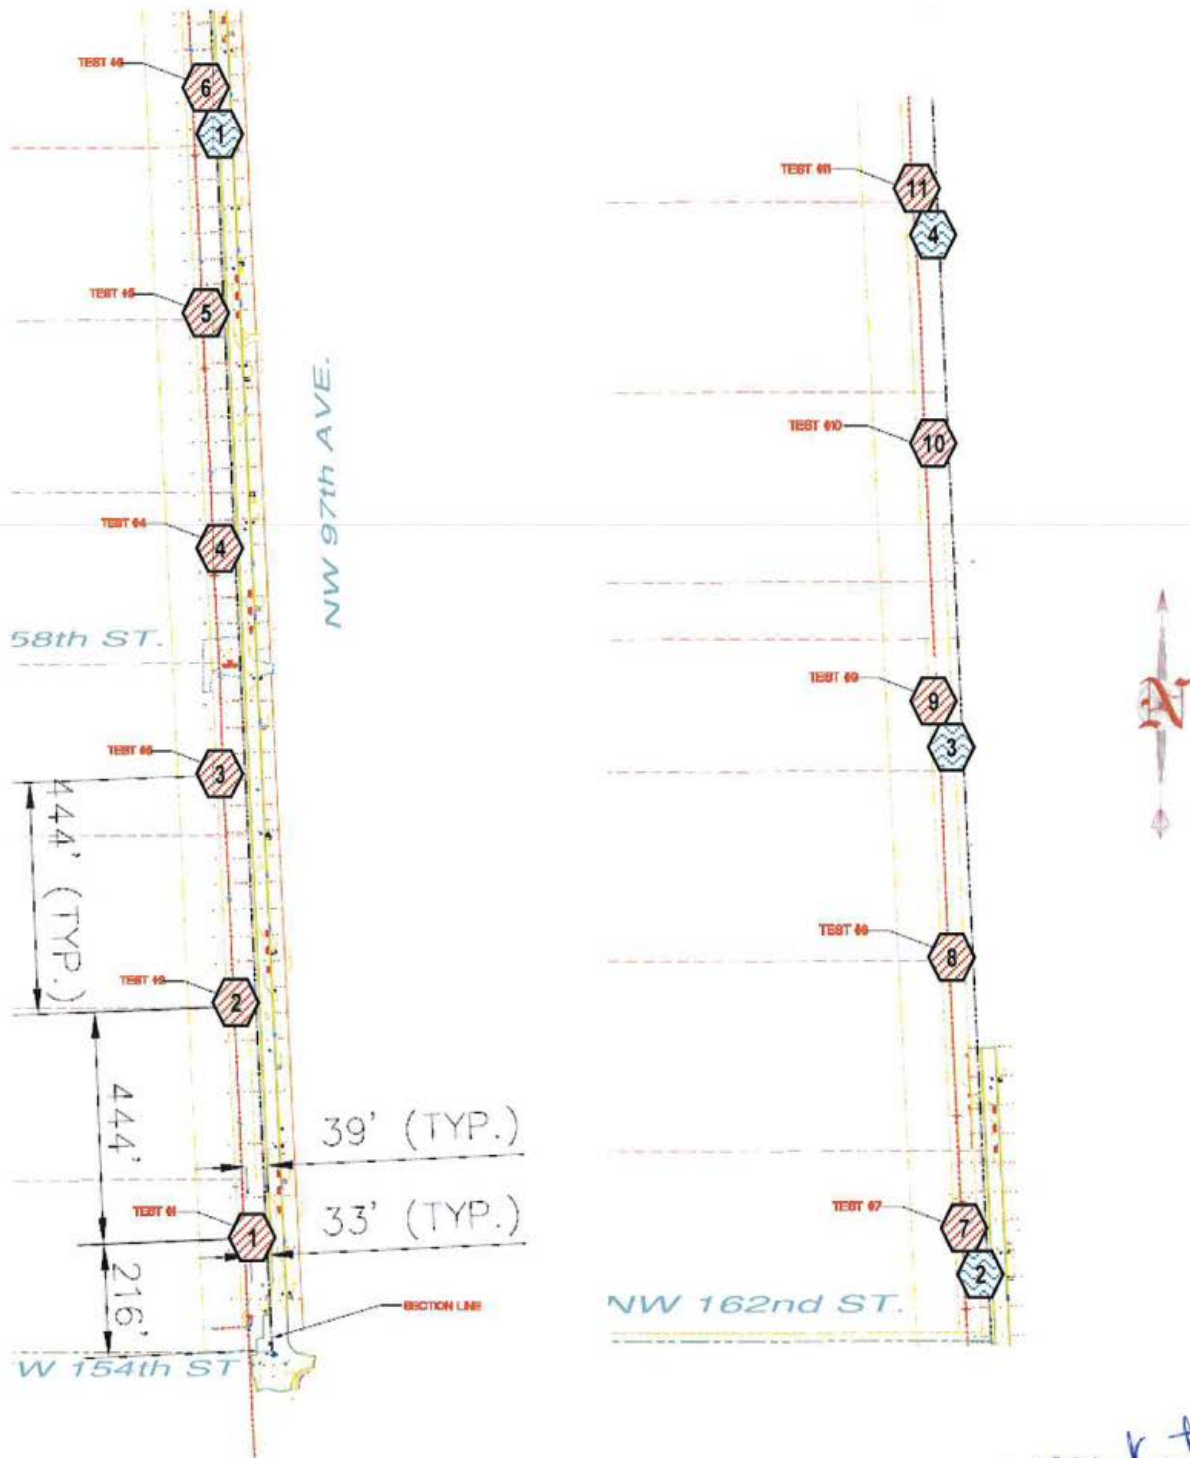 TEST #6
6
1
TEST #5
5
NW 97th AVE.
TEST #4
4
58th ST.
TEST #3
3
444' (TYP.)
TEST #2
2
444'
39' (TYP.)
TEST #1
1
33' (TYP.)
216'
SECTION LINE
W 154th ST
TEST #11
11
4
TEST #10
10
TEST #9
9
3
N
TEST #8
8
TEST #7
7
2
NW 162nd ST.